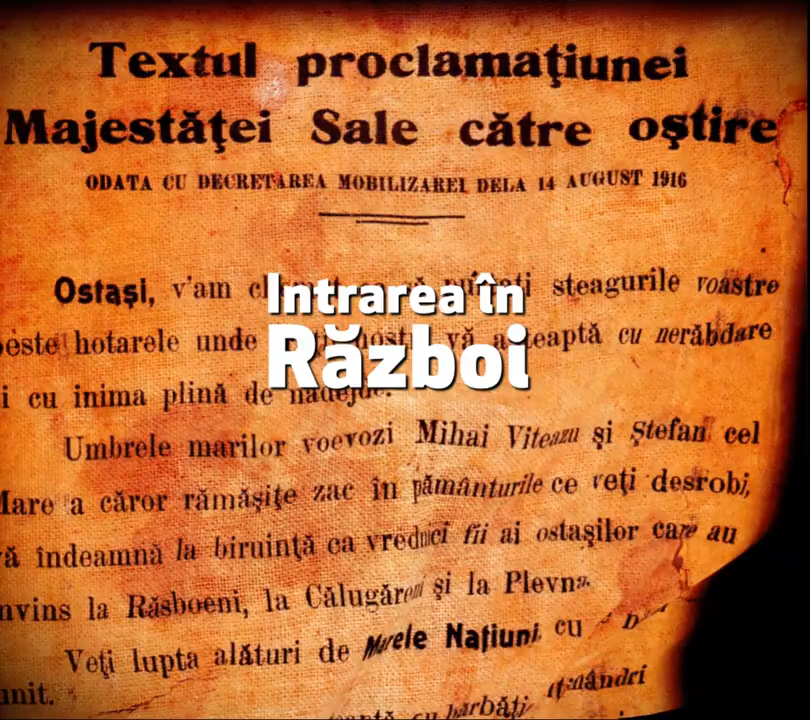 Textul proclamaţiunei
Majestăţei Sale către oştire
ODATA CU DECRETAREA MOBILIZAREI DELA 14 AUGUST 1916
Ostaşi, v'am steagurile voastre
Intrarea în
peste hotarele unde vă aşteaptă cu nerăbdare
Război
i cu inima plină de nădejde.
Umbrele marilor voevozi Mihai Viteazu şi Ştefan cel
Mare a căror rămăşiţe zac în pământurile ce veţi desrobi,
ă îndeamnă la biruinţă ca vrednici fii ai ostaşilor care au
nvins la Răsboeni, la Călugăreni şi la Plevna.
Veţi lupta alături de Marele Naţiuni cu
unit.
cu bărbăţi